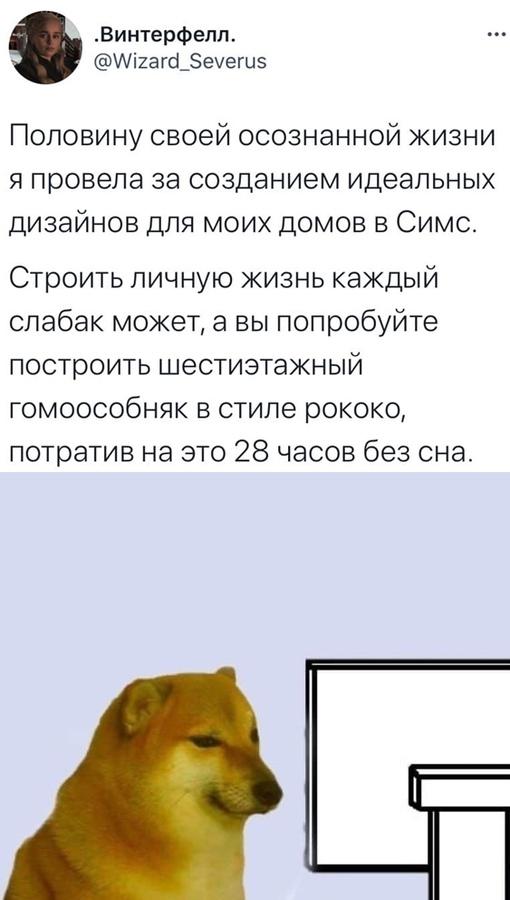 .Винтерфелл.
@Wizard_Severus
Половину своей осознанной жизни
я провела за созданием идеальных
дизайнов для моих домов в Симс.
Строить личную жизнь каждый
слабак может, а вы попробуйте
построить шестиэтажный
гомоособняк в стиле рококо,
потратив на это 28 часов без сна.